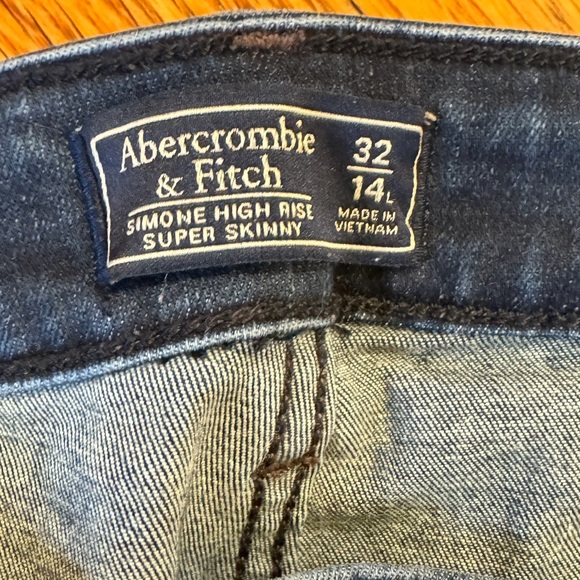 Abercrombie
& Fitch
SIMONE HIGH RISE
SUPER SKINNY
32
14L
MADE IN
VIETNAM